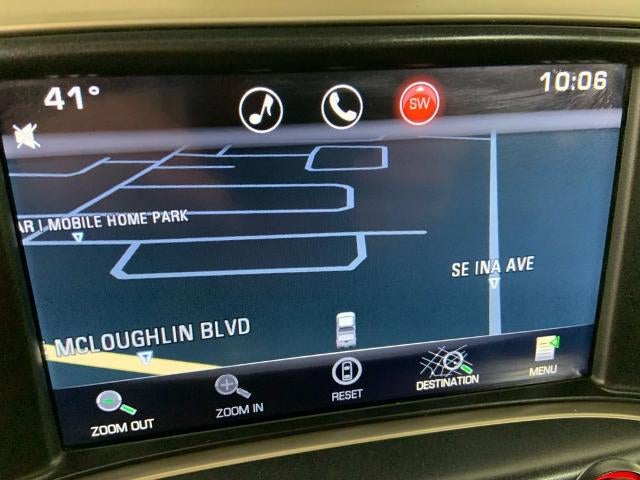 41°
SW
10:06
AR I MOBILE HOME PARK
SE INA AVE
MCLOUGHLIN BLVD
ZOOM OUT
ZOOM IN
RESET
DESTINATION
MENU